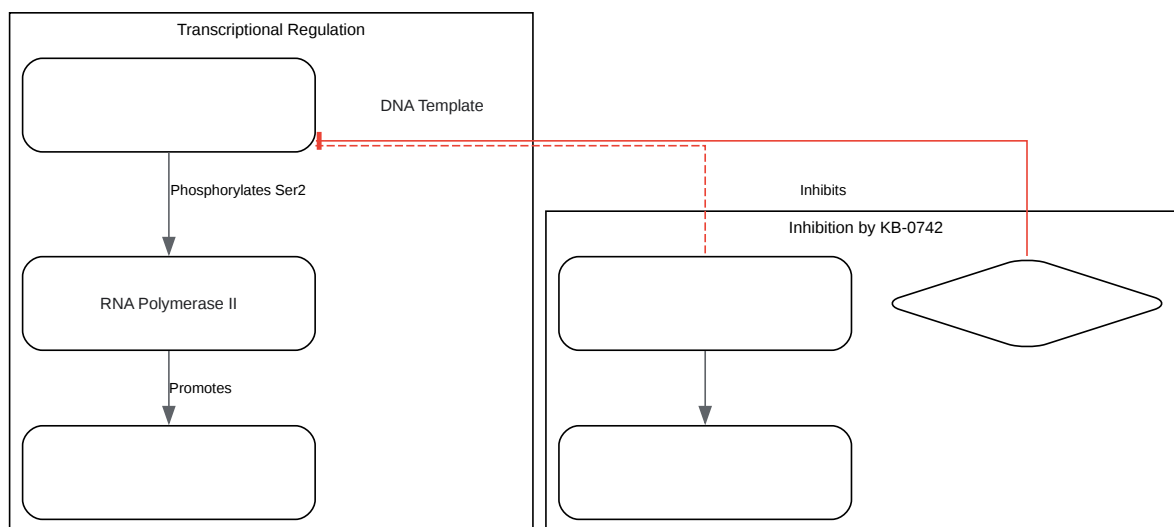 Transcriptional Regulation
DNA Template
Phosphorylates Ser2
Inhibits
Inhibition by KB-0742
RNA Polymerase II
Promotes